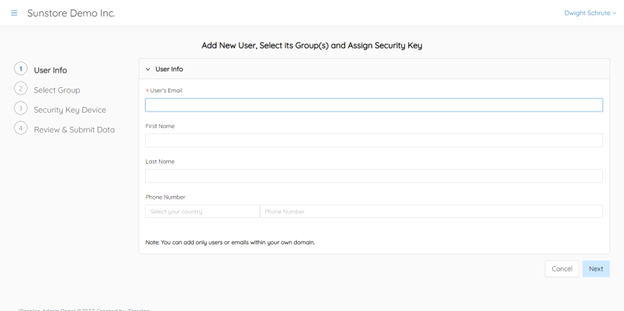 Sunstore Demo Inc.
Dwight Schrute
Add New User, Select its Group(s) and Assign Security Key
1 User Info
2 Select Group
3 Security Key Device
4 Review & Submit Data
User Info
* User's Email
First Name
Last Name
Phone Number
Select your country
Phone Number
Note: You can add only users or emails within your own domain.
Cancel
Next